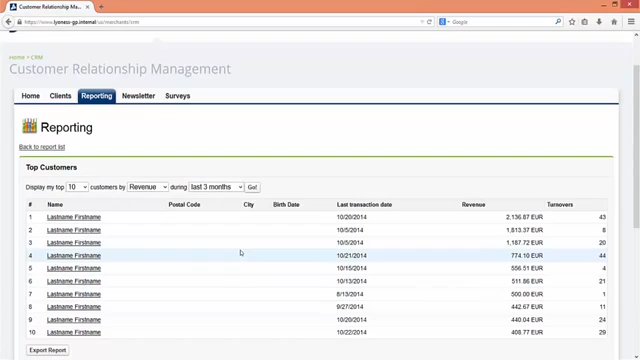 Customer Relationship Mana...
https://www.lyoness-gp.internal/us/merchants/crm
Google
Home > CRM
Customer Relationship Management
Home Clients Reporting Newsletter Surveys
Reporting
Back to report list
Top Customers
Display my top 10 customers by Revenue during last 3 months Go!
# Name Postal Code City Birth Date Last transaction date Revenue Turnovers
1 Lastname Firstname 10/20/2014 2,136.87 EUR 43
2 Lastname Firstname 10/5/2014 1,813.37 EUR 8
3 Lastname Firstname 10/5/2014 1,187.72 EUR 20
4 Lastname Firstname 10/21/2014 774.10 EUR 44
5 Lastname Firstname 10/15/2014 556.51 EUR 4
6 Lastname Firstname 10/13/2014 511.86 EUR 21
7 Lastname Firstname 8/13/2014 500.00 EUR 1
8 Lastname Firstname 9/27/2014 442.67 EUR 11
9 Lastname Firstname 10/20/2014 440.04 EUR 24
10 Lastname Firstname 10/22/2014 408.77 EUR 29
Export Report